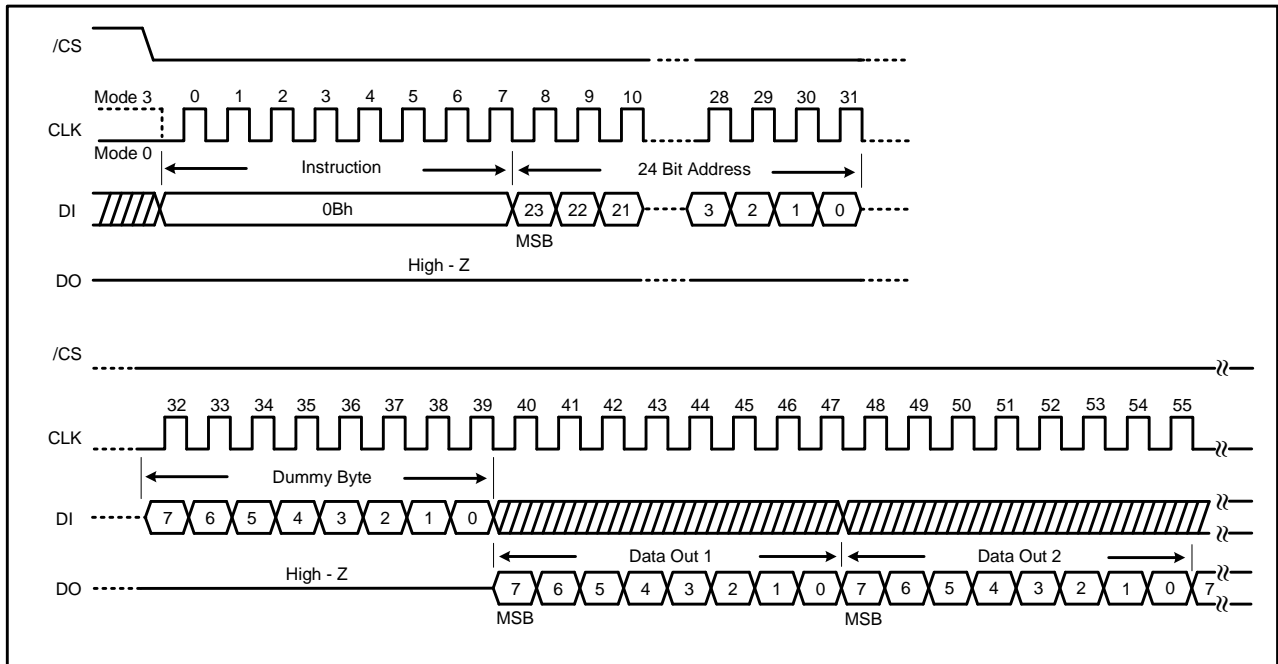 /CS
Mode 3 0 1 2 3 4 5 6 7 8 9 10 28 29 30 31
CLK
Mode 0
Instruction 24 Bit Address
DI 0Bh 23 22 21 3 2 1 0
MSB
High - Z
DO
/CS
32 33 34 35 36 37 38 39 40 41 42 43 44 45 46 47 48 49 50 51 52 53 54 55
CLK
Dummy Byte
DI 7 6 5 4 3 2 1 0
Data Out 1 Data Out 2
High - Z
DO 7 6 5 4 3 2 1 0 7 6 5 4 3 2 1 0 7
MSB MSB